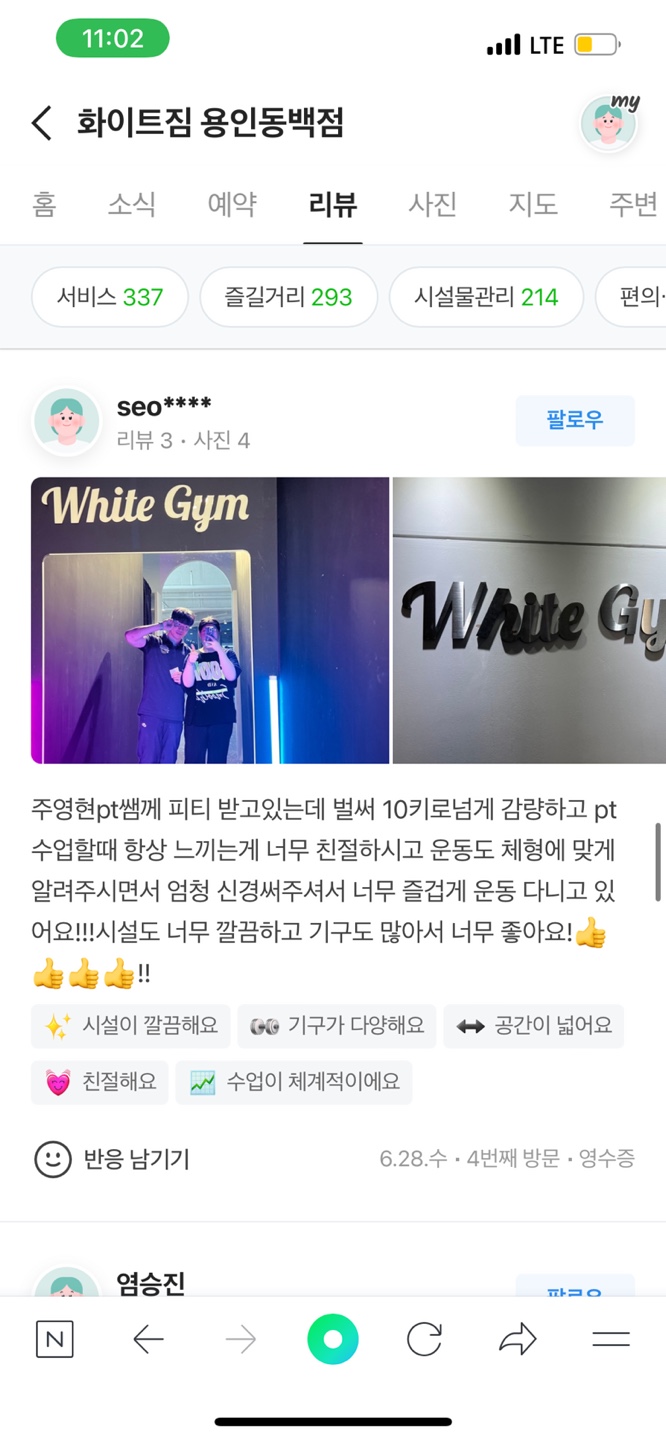 11:02
LTE
화이트짐 용인동백점
my
홈 소식 예약 리뷰 사진 지도 주변
서비스 337 즐길거리 293 시설물관리 214 편의·
seo****
리뷰 3 · 사진 4
팔로우
White Gym
White Gy
주영현pt쌤께 피티 받고있는데 벌써 10키로넘게 감량하고 pt
수업할때 항상 느끼는게 너무 친절하시고 운동도 체형에 맞게
알려주시면서 엄청 신경써주셔서 너무 즐겁게 운동 다니고 있
어요!!!시설도 너무 깔끔하고 기구도 많아서 너무 좋아요!👍
👍👍👍!!
✨ 시설이 깔끔해요 기구가 다양해요 ↔ 공간이 넓어요
💓 친절해요 📈 수업이 체계적이에요
반응 남기기
6.28.수 · 4번째 방문 · 영수증
염승진
팔로우
N